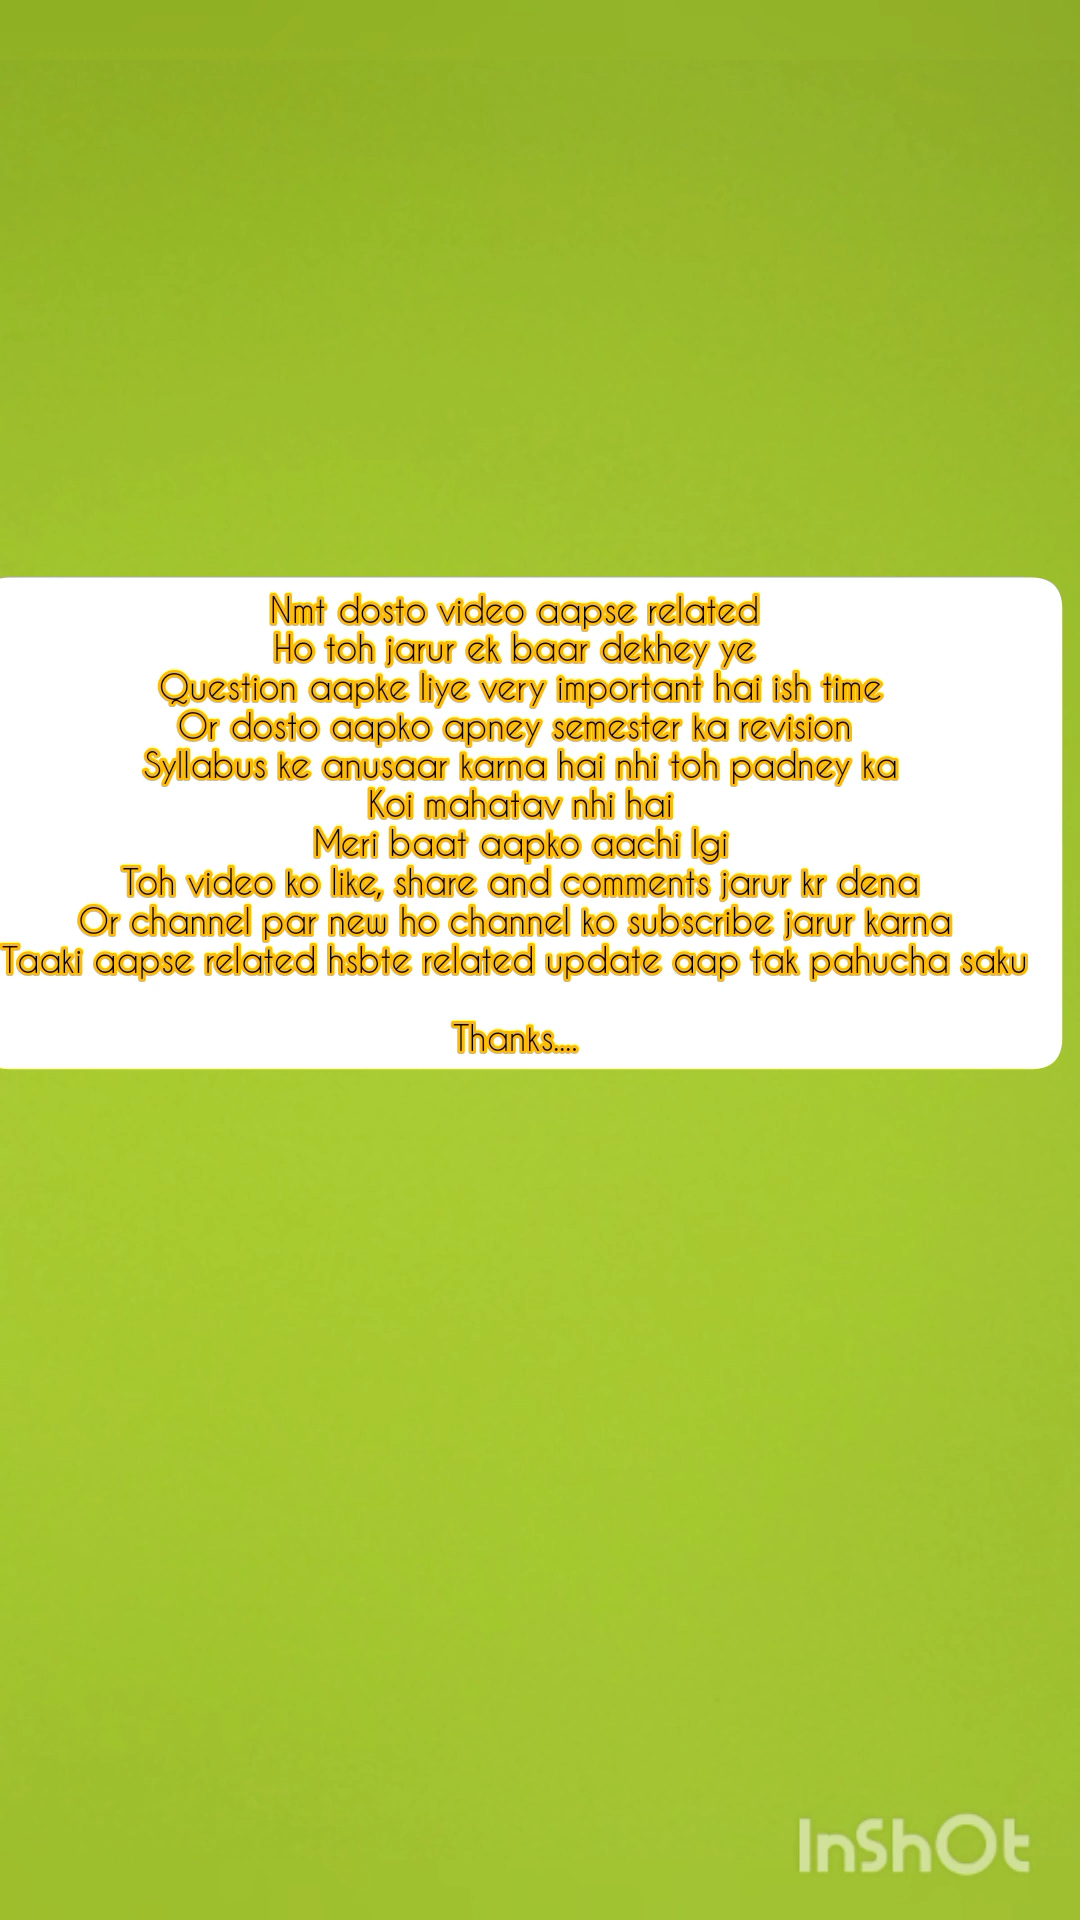 Nmt dosto video aapse related
Ho toh jarur ek baar dekhey ye
Question aapke liye very important hai ish time
Or dosto aapko apney semester ka revision
Syllabus ke anusaar karna hai nhi toh padney ka
Koi mahatav nhi hai
Meri baat aapko aachi lgi
Toh video ko like, share and comments jarur kr dena
Or channel par new ho channel ko subscribe jarur karna
Taaki aapse related hsbte related update aap tak pahucha saku
Thanks....
InShOt